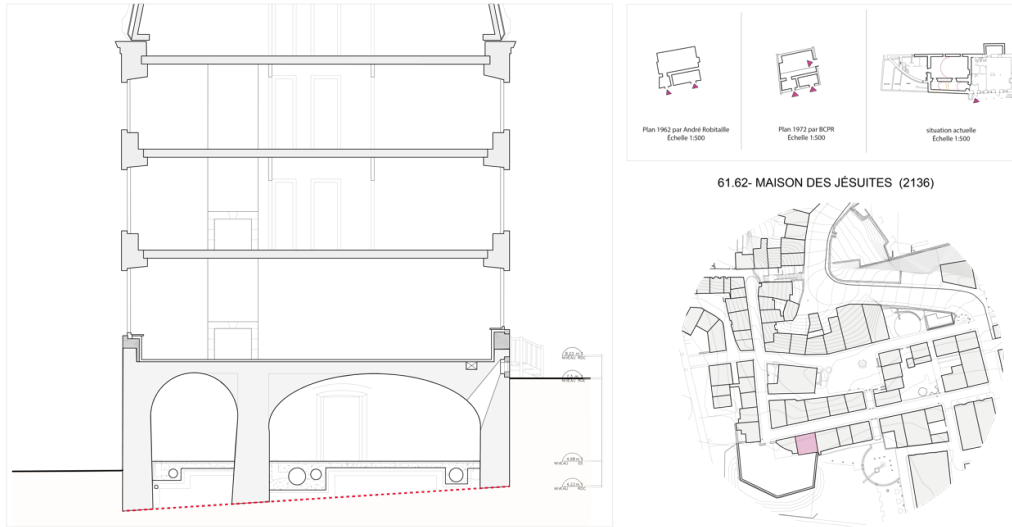 Plan 1962 par André Robitaille
Échelle 1:500
Plan 1972 par BCPR
Échelle 1:500
situation actuelle
Échelle 1:500
61.62- MAISON DES JÉSUITES (2136)